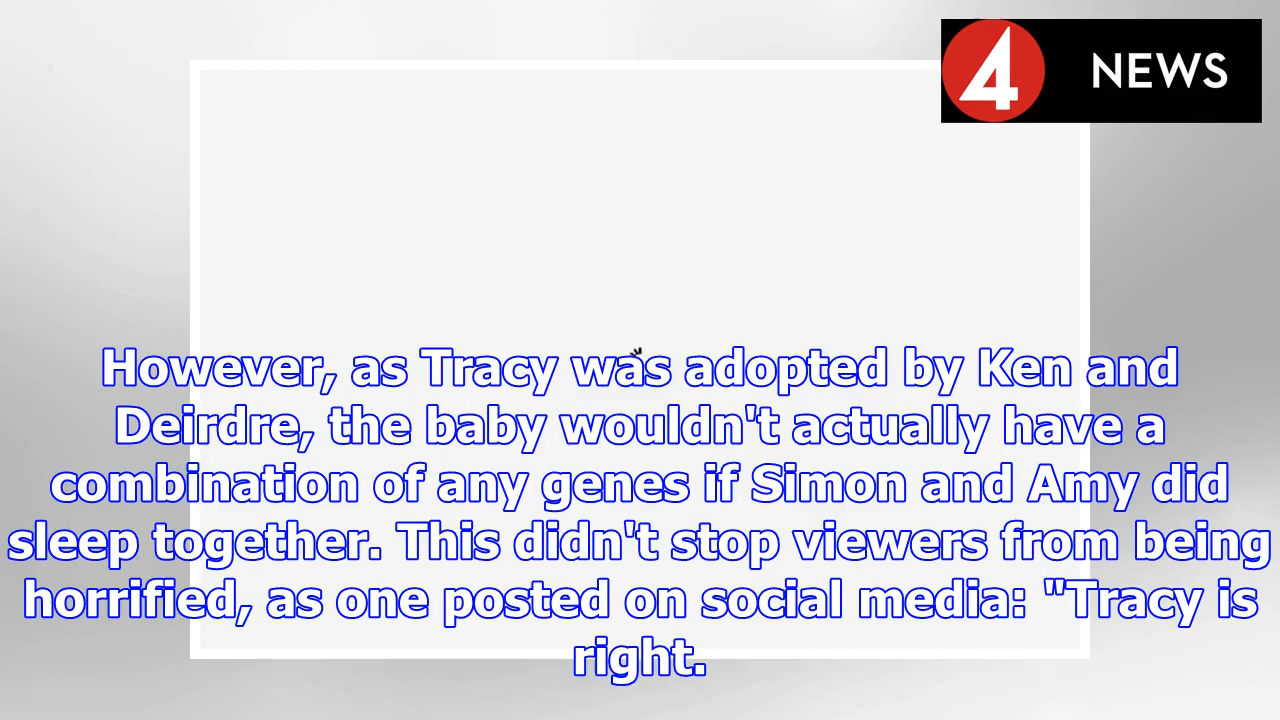 4 NEWS
However, as Tracy was adopted by Ken and
Deirdre, the baby wouldn't actually have a
combination of any genes if Simon and Amy did
sleep together. This didn't stop viewers from being
horrified, as one posted on social media: "Tracy is
right.